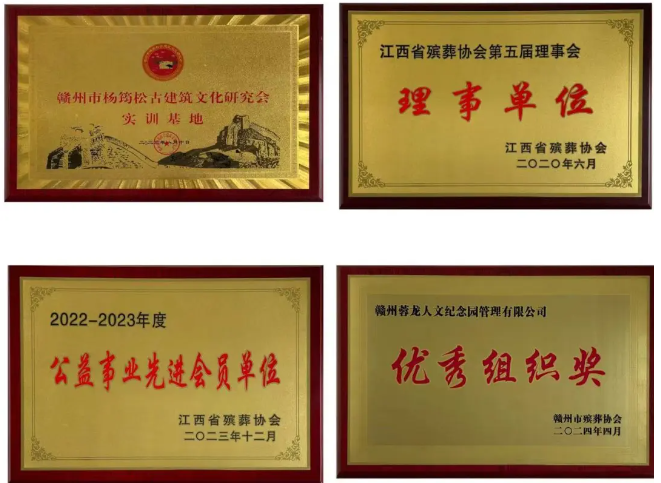 赣州市杨筠松古建筑文化研究会
实训基地
江西省殡葬协会第五届理事会
理事单位
江西省殡葬协会
二〇二〇年六月
2022-2023年度
公益事业先进会员单位
江西省殡葬协会
二〇二三年十二月
赣州蓉龙人文纪念园管理有限公司
优秀组织奖
赣州市殡葬协会
二〇二四年四月